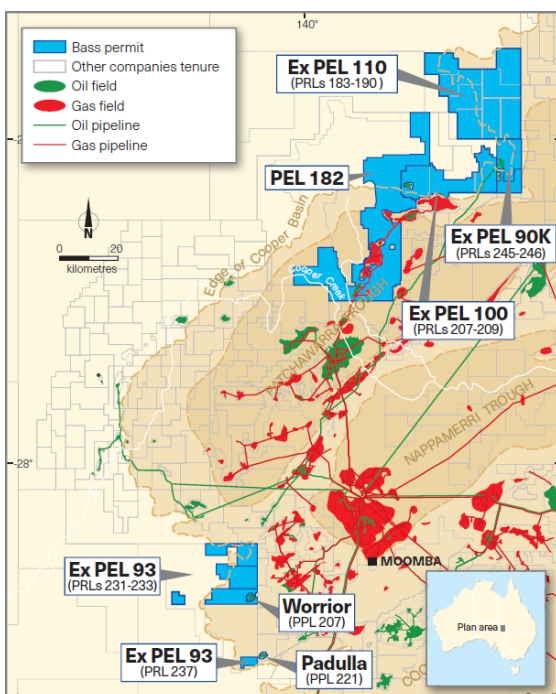 140°
Bass permit
Other companies tenure
Oil field
Gas field
Oil pipeline
Gas pipeline
Ex PEL 110
(PRLs 183-190 )
PEL 182
N
0 20
kilometres
Edge of Cooper Basin
Ex PEL 90K
(PRLs 245-246)
Cooper Creek
Ex PEL 100
(PRLs 207-209)
PATCHAWARRA TROUGH
NAPPAMERRI TROUGH
-28°
MOOMBA
Ex PEL 93
(PRLs 231-233)
Worrior
(PPL 207)
Plan area
Ex PEL 93
(PRL 237)
Padulla
(PPL 221)